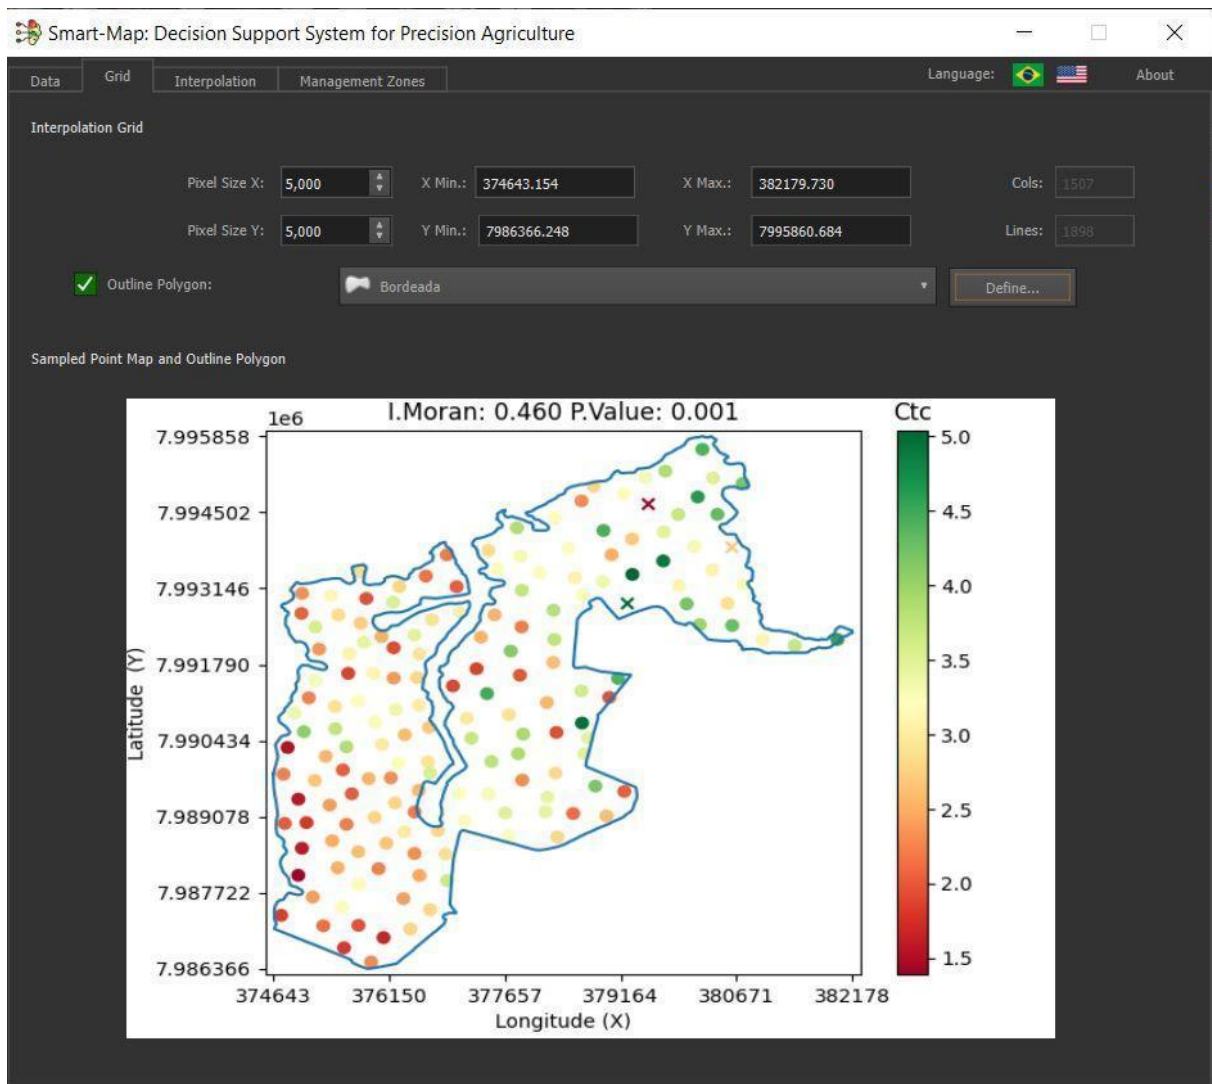 Smart-Map: Decision Support System for Precision Agriculture
Data Grid Interpolation Management Zones Language: About
Interpolation Grid
Pixel Size X: 5,000 X Min.: 374643.154 X Max.: 382179.730 Cols: 1507
Pixel Size Y: 5,000 Y Min.: 7986366.248 Y Max.: 7995860.684 Lines: 1898
Outline Polygon: Bordeada Define...
Sampled Point Map and Outline Polygon
1e6 I.Moran: 0.460 P.Value: 0.001 Ctc
7.995858
7.994502
7.993146
7.991790
7.990434
7.989078
7.987722
7.986366
Latitude (Y)
374643 376150 377657 379164 380671 382178
Longitude (X)
5.0
4.5
4.0
3.5
3.0
2.5
2.0
1.5